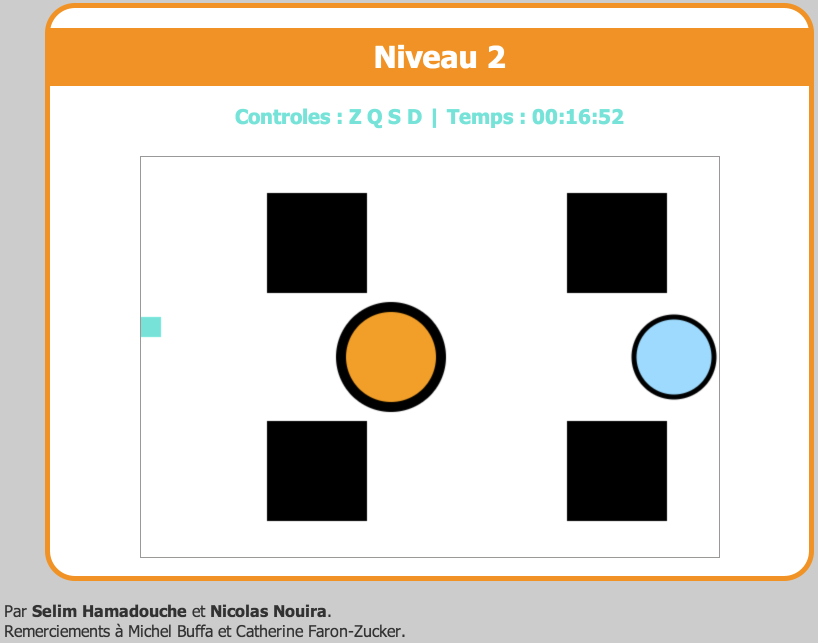 Niveau 2
Controles : Z Q S D | Temps : 00:16:52
Par Selim Hamadouche et Nicolas Nouira.
Remerciements à Michel Buffa et Catherine Faron-Zucker.